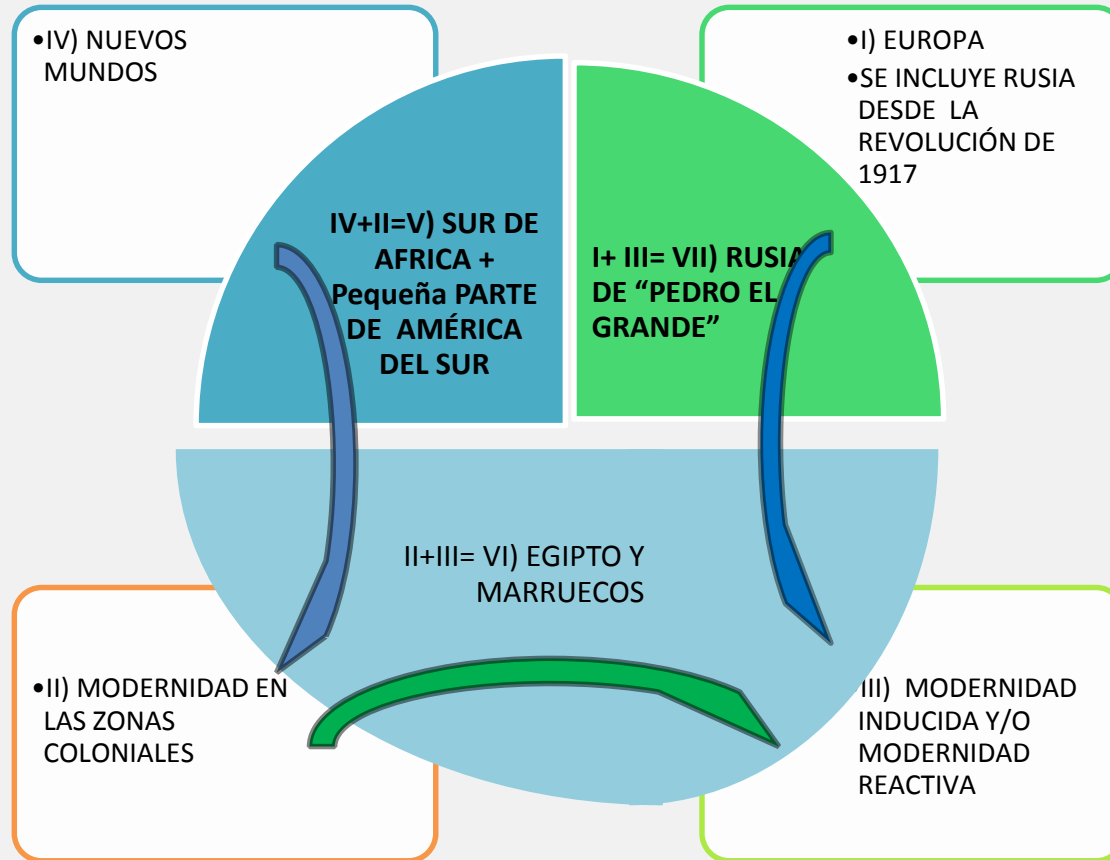 •IV) NUEVOS
MUNDOS
•I) EUROPA
•SE INCLUYE RUSIA
DESDE LA
REVOLUCIÓN DE
1917
IV+II=V) SUR DE
AFRICA +
Pequeña PARTE
DE AMÉRICA
DEL SUR
I+ III= VII) RUSIA
DE “PEDRO EL
GRANDE”
II+III= VI) EGIPTO Y
MARRUECOS
•II) MODERNIDAD EN
LAS ZONAS
COLONIALES
III) MODERNIDAD
INDUCIDA Y/O
MODERNIDAD
REACTIVA